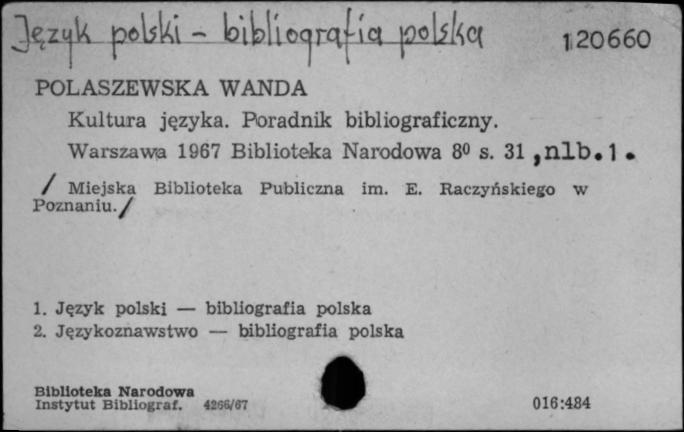 Język polski - bibliografia polska
120660
POLASZEWSKA WANDA
Kultura języka. Poradnik bibliograficzny.
Warszawa 1967 Biblioteka Narodowa 8⁰ s. 31 ,nlb.1.
/ Miejska Biblioteka Publiczna im. E. Raczyńskiego w
Poznaniu./
1. Język polski — bibliografia polska
2. Językoznawstwo — bibliografia polska
Biblioteka Narodowa
Instytut Bibliograf. 4266/67
016:484